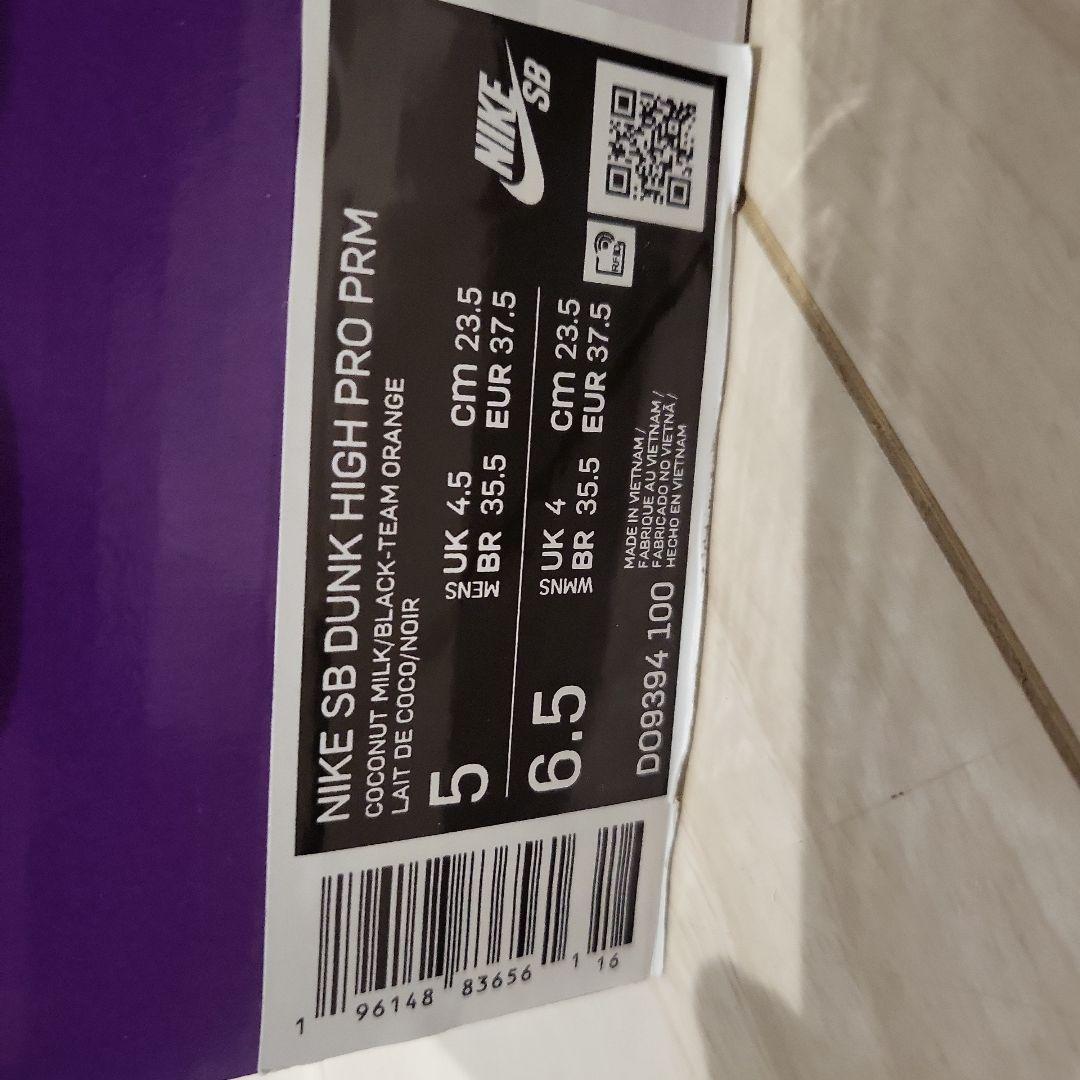 NIKE SB DUNK HIGH PRO PRM
COCONUT MILK/BLACK-TEAM ORANGE
LAIT DE COCO/NOIR
NIKE
SB
5
MENS
UK 4.5 cm 23.5
BR 35.5 EUR 37.5
6.5
WMNS
UK 4 cm 23.5
BR 35.5 EUR 37.5
RFID
DO9394 100
MADE IN VIETNAM /
FABRIQUE AU VIETNAM /
FABRICADO NO VIETNÃ /
HECHO EN VIETNAM
1 96148 83656 1 16